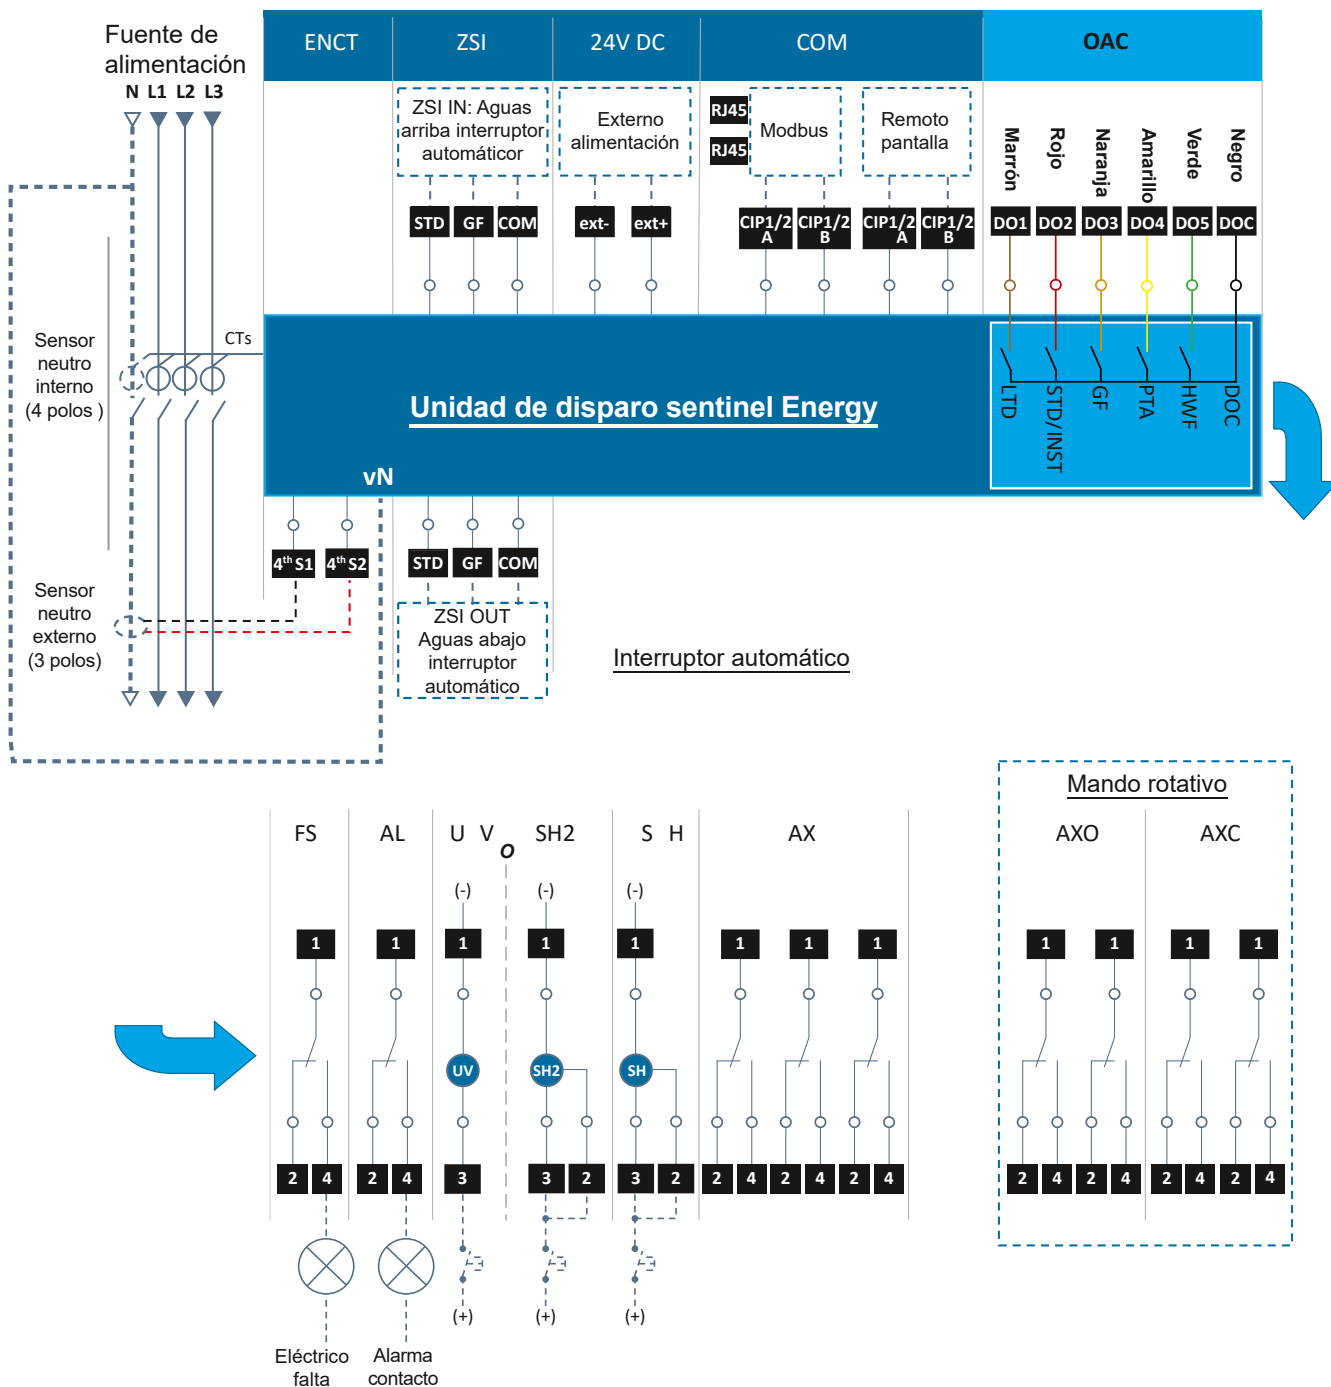 Fuente de
alimentación
N L1 L2 L3
ENCT
ZSI
24V DC
COM
OAC
ZSI IN: Aguas
arriba interruptor
automáticor
Externo
alimentación
RJ45
RJ45
Modbus
Remoto
pantalla
Marrón
Rojo
Naranja
Amarillo
Verde
Negro
STD GF COM
ext- ext+
CIP1/2
A
CIP1/2
B
CIP1/2
A
CIP1/2
B
DO1 DO2 DO3 DO4 DO5 DOC
CTs
Sensor
neutro
interno
(4 polos )
Unidad de disparo sentinel Energy
LTD
STD/INST
GF
PTA
HWF
DOC
vN
4th S1 4th S2
STD GF COM
Sensor
neutro
externo
(3 polos)
ZSI OUT
Aguas abajo
interruptor
automático
Interruptor automático
Mando rotativo
FS AL U V O SH2 S H AX AXO AXC
(-) (-) (-)
1 1 1 1 1 1 1 1 1 1 1 1
UV SH2 SH
2 4 2 4 3 3 2 3 2 2 4 2 4 2 4 2 4 2 4 2 4 2 4
(+) (+) (+)
Eléctrico
falta
Alarma
contacto